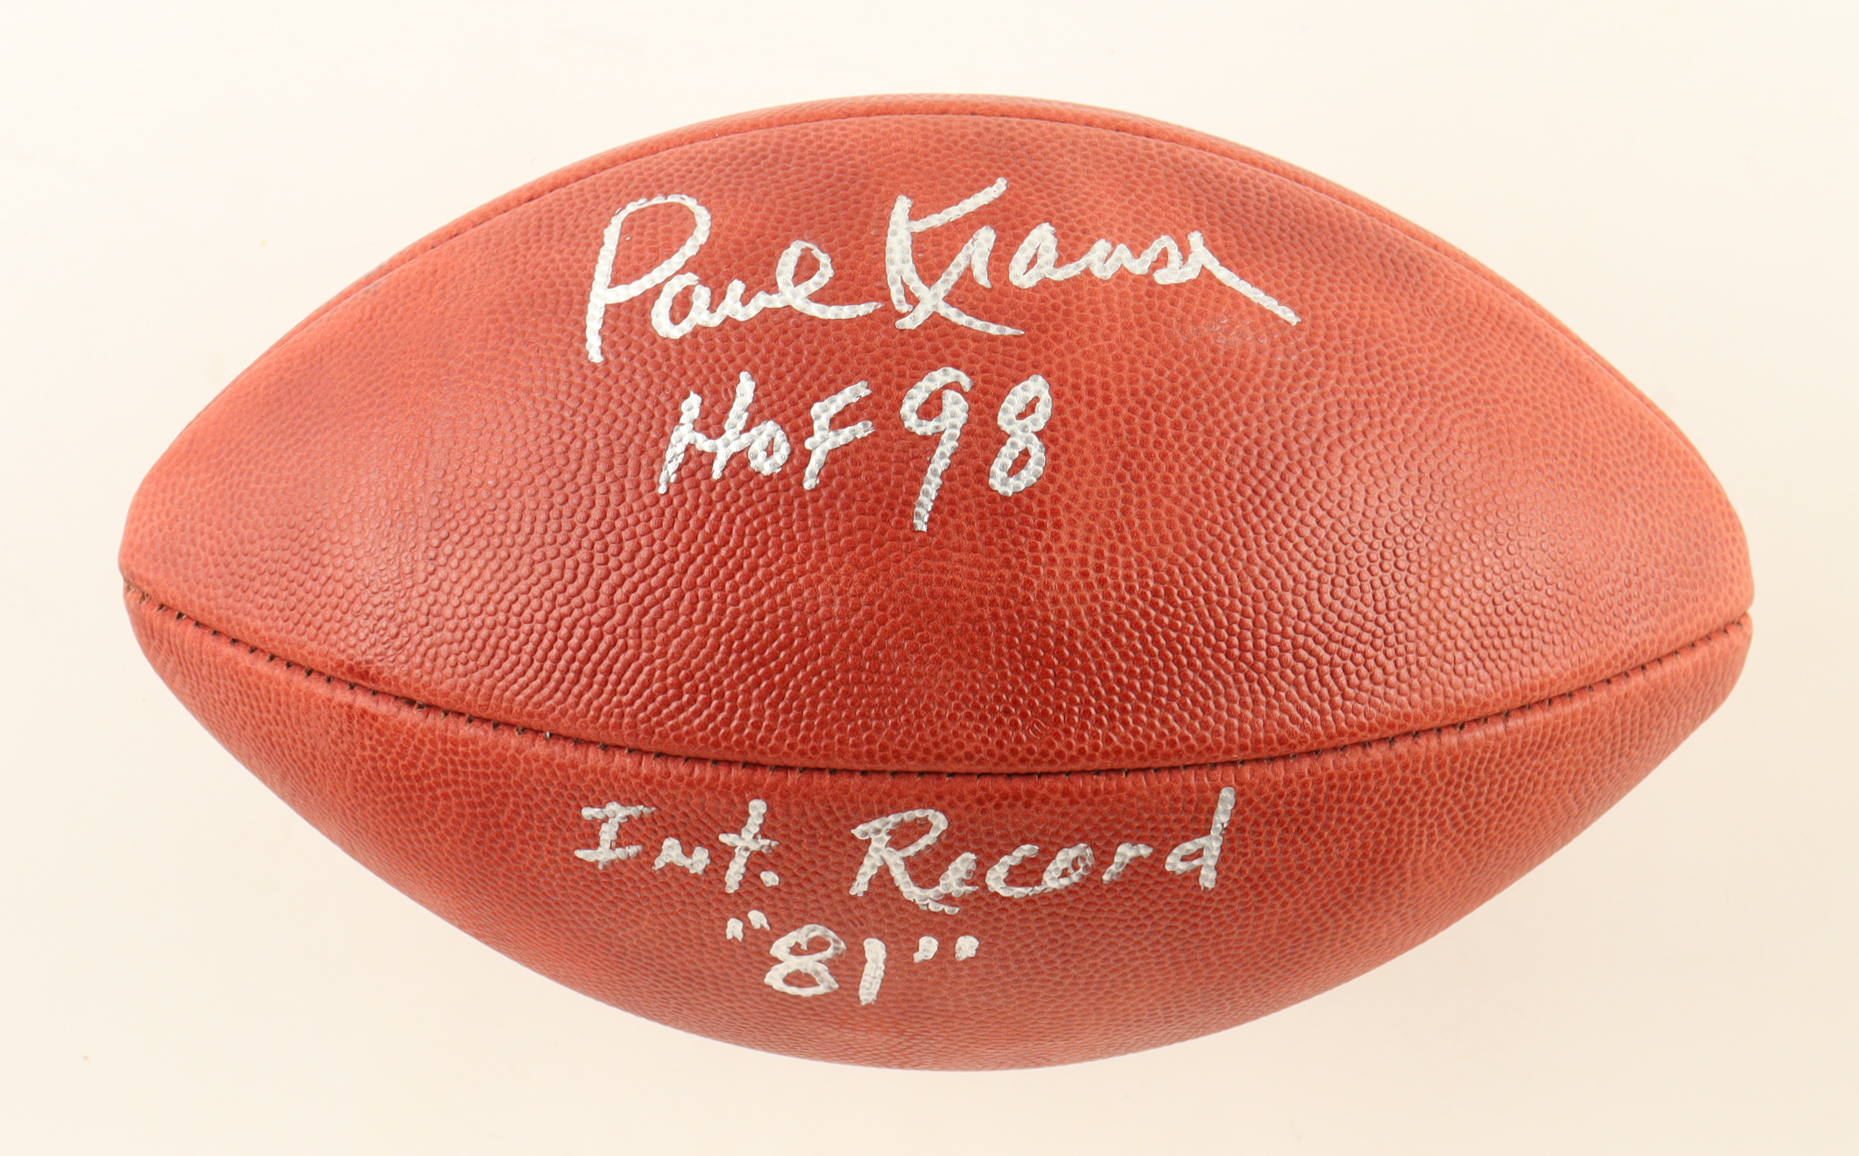 Paul Krause
HOF 98
Int. Record
"81"